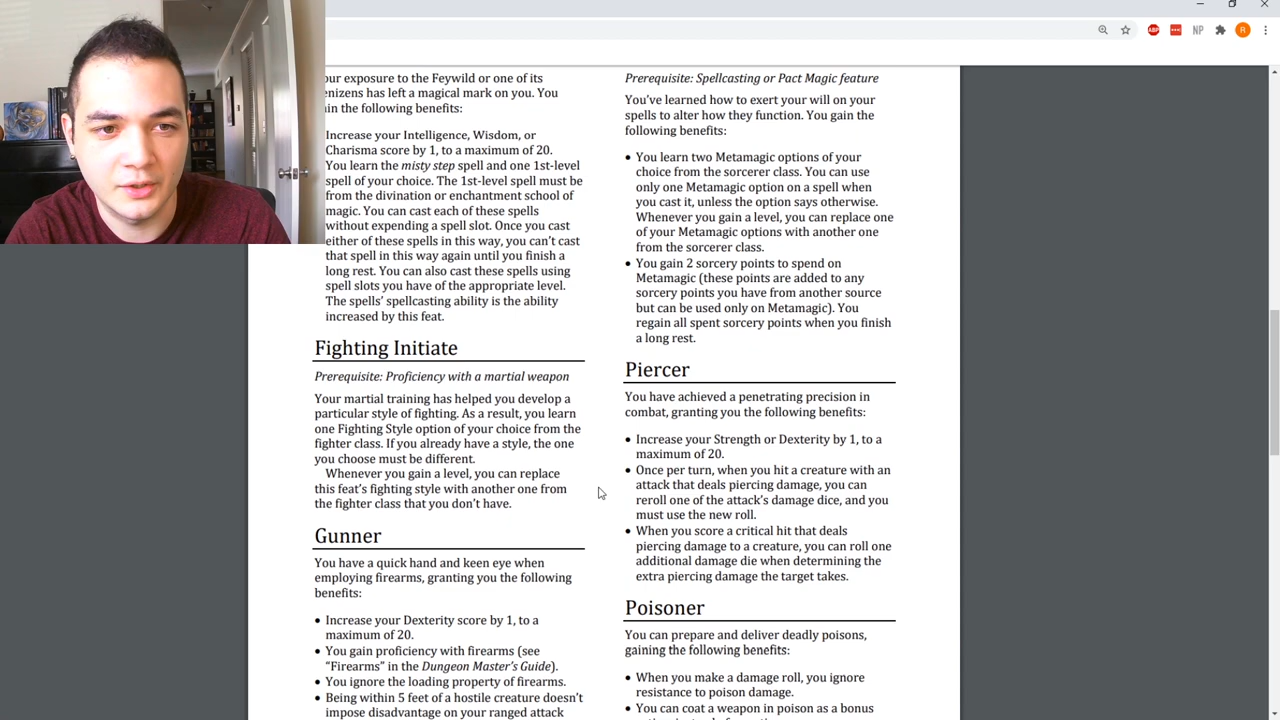 our exposure to the Feywild or one of its
enizens has left a magical mark on you. You
in the following benefits:
Increase your Intelligence, Wisdom, or
Charisma score by 1, to a maximum of 20.
You learn the misty step spell and one 1st-level
spell of your choice. The 1st-level spell must be
from the divination or enchantment school of
magic. You can cast each of these spells
without expending a spell slot. Once you cast
either of these spells in this way, you can't cast
that spell in this way again until you finish a
long rest. You can also cast these spells using
spell slots you have of the appropriate level.
The spells' spellcasting ability is the ability
increased by this feat.
Fighting Initiate
Prerequisite: Proficiency with a martial weapon
Your martial training has helped you develop a
particular style of fighting. As a result, you learn
one Fighting Style option of your choice from the
fighter class. If you already have a style, the one
you choose must be different.
Whenever you gain a level, you can replace
this feat's fighting style with another one from
the fighter class that you don't have.
Gunner
You have a quick hand and keen eye when
employing firearms, granting you the following
benefits:
• Increase your Dexterity score by 1, to a
maximum of 20.
• You gain proficiency with firearms (see
"Firearms" in the Dungeon Master's Guide).
• You ignore the loading property of firearms.
• Being within 5 feet of a hostile creature doesn't
impose disadvantage on your ranged attack
Prerequisite: Spellcasting or Pact Magic feature
You've learned how to exert your will on your
spells to alter how they function. You gain the
following benefits:
• You learn two Metamagic options of your
choice from the sorcerer class. You can use
only one Metamagic option on a spell when
you cast it, unless the option says otherwise.
Whenever you gain a level, you can replace one
of your Metamagic options with another one
from the sorcerer class.
• You gain 2 sorcery points to spend on
Metamagic (these points are added to any
sorcery points you have from another source
but can be used only on Metamagic). You
regain all spent sorcery points when you finish
a long rest.
Piercer
You have achieved a penetrating precision in
combat, granting you the following benefits:
• Increase your Strength or Dexterity by 1, to a
maximum of 20.
• Once per turn, when you hit a creature with an
attack that deals piercing damage, you can
reroll one of the attack's damage dice, and you
must use the new roll.
• When you score a critical hit that deals
piercing damage to a creature, you can roll one
additional damage die when determining the
extra piercing damage the target takes.
Poisoner
You can prepare and deliver deadly poisons,
gaining the following benefits:
• When you make a damage roll, you ignore
resistance to poison damage.
• You can coat a weapon in poison as a bonus
ABP
NP
R